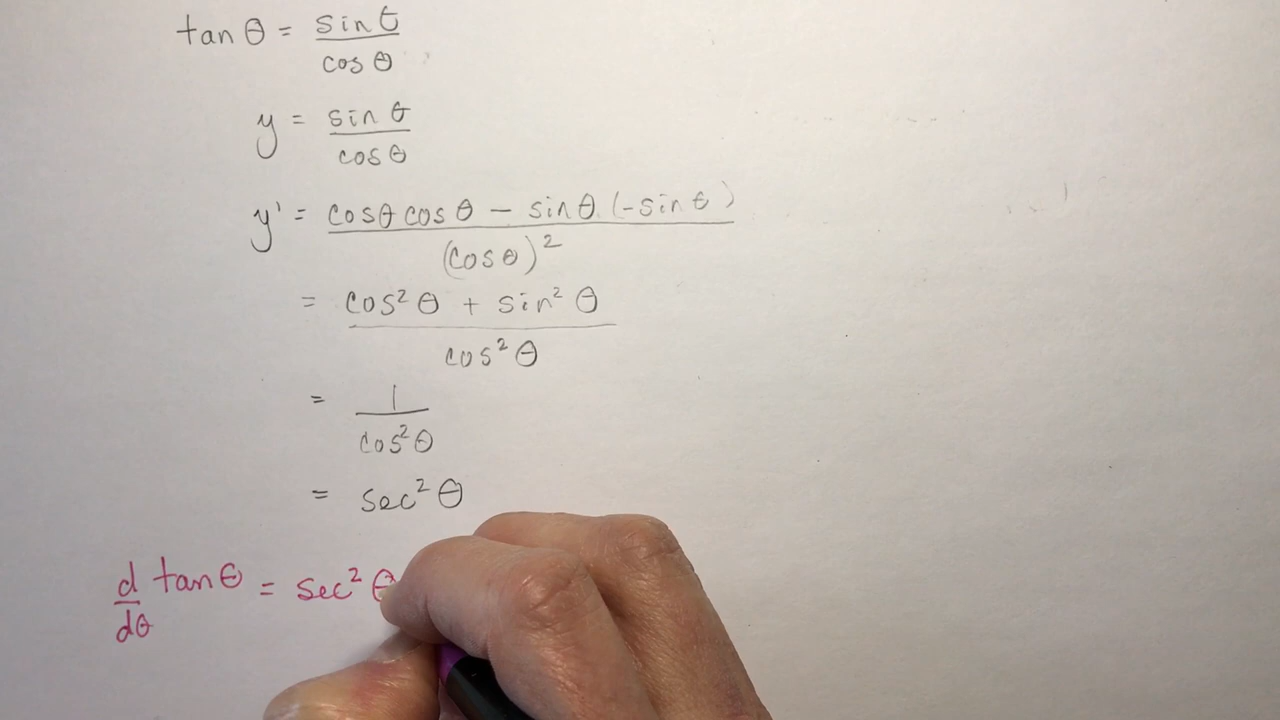 tan θ = sin t / cos θ
y = sin θ / cos θ
y' = cosθ cos θ - sin θ (-sin θ) / (cos θ)²
= cos² θ + sin² θ / cos² θ
= 1 / cos² θ
= sec² θ
d/dθ tan θ = sec² θ